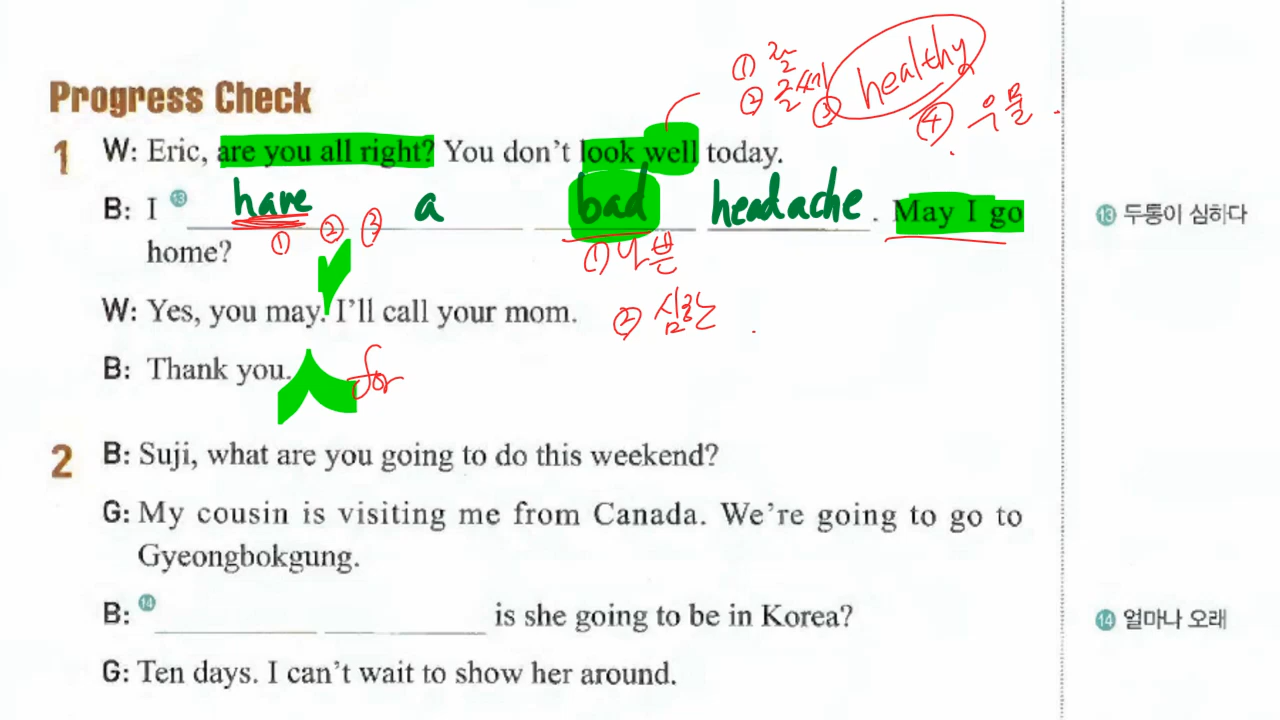 ① 잘
② 글쎄
③ healthy
④ 우물
Progress Check
1 W: Eric, are you all right? You don't look well today.
B: I ⑬ have a bad headache. May I go
⑬ 두통이 심하다
① ② ③
① 나쁜
home?
② 심한
W: Yes, you may. I'll call your mom.
B: Thank you. for
2 B: Suji, what are you going to do this weekend?
G: My cousin is visiting me from Canada. We're going to go to
Gyeongbokgung.
B: ⑭ is she going to be in Korea?
⑭ 얼마나 오래
G: Ten days. I can't wait to show her around.